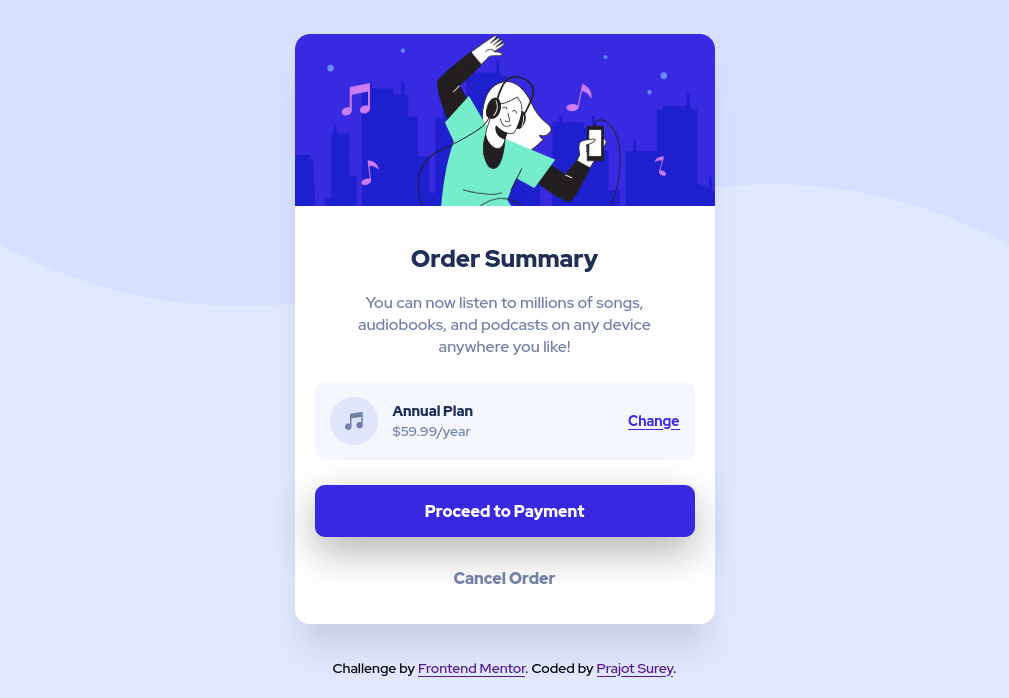 Order Summary
You can now listen to millions of songs,
audiobooks, and podcasts on any device
anywhere you like!
Annual Plan
$59.99/year
Change
Proceed to Payment
Cancel Order
Challenge by Frontend Mentor. Coded by Prajot Surey.